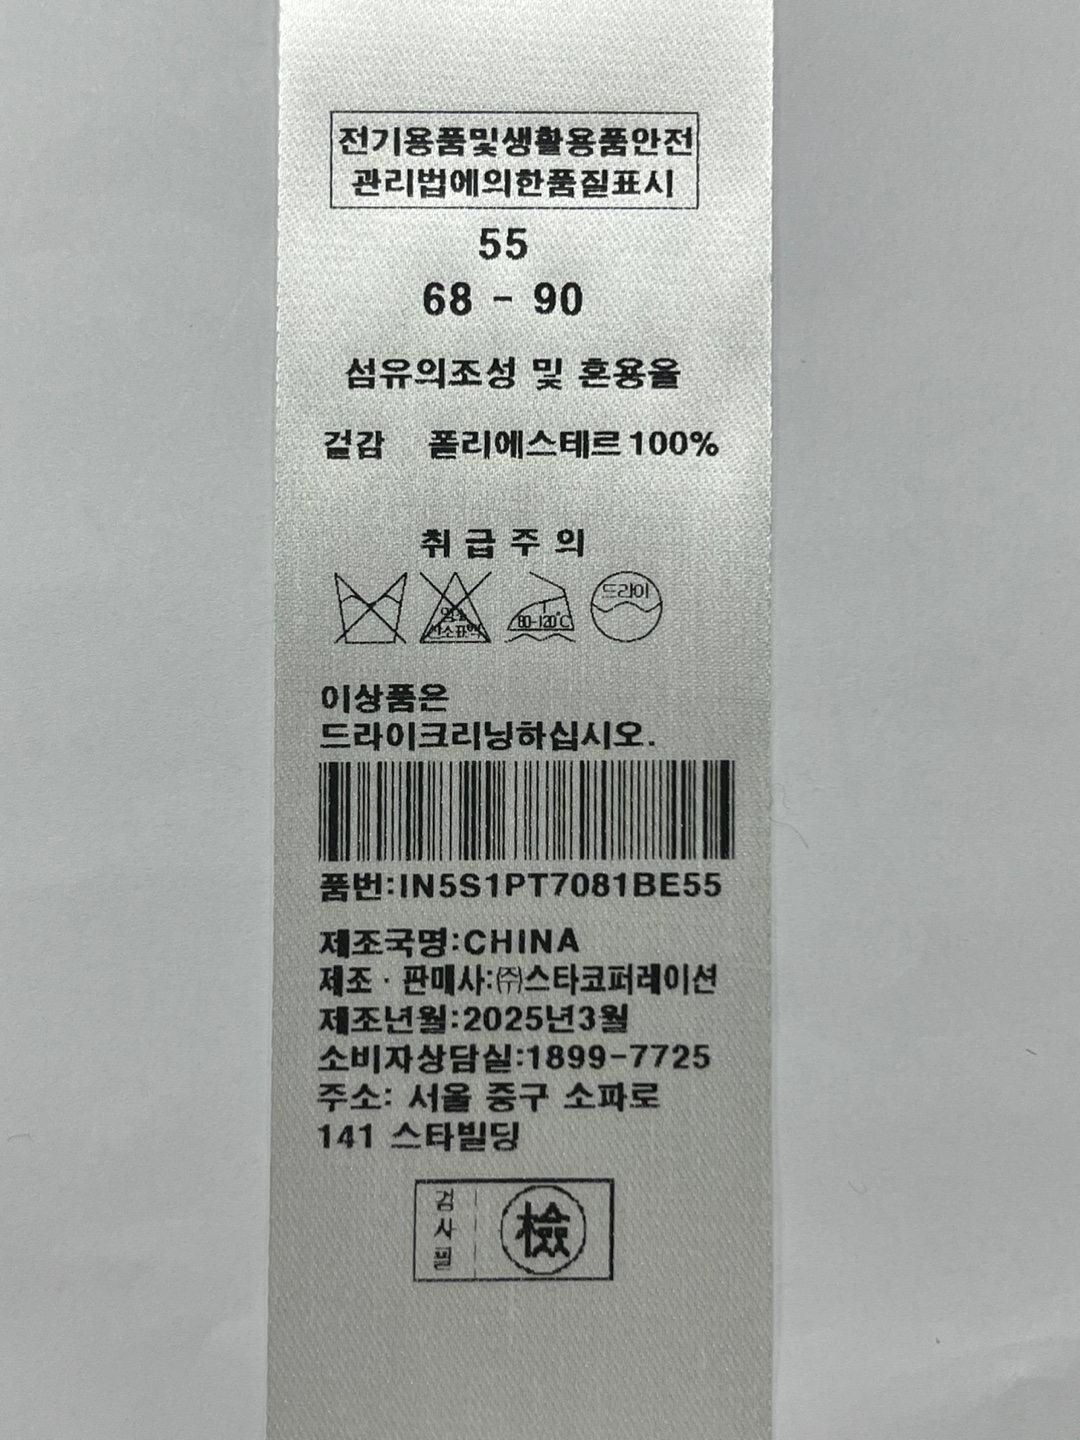 전기용품및생활용품안전
관리법에의한품질표시
55
68 - 90
섬유의조성 및 혼용율
겉감 폴리에스테르100%
취급주의
산소표백
80-120℃
드라이
이상품은
드라이크리닝하십시오.
품번:IN5S1PT7081BE55
제조국명:CHINA
제조·판매사:㈜스타코퍼레이션
제조년월:2025년3월
소비자상담실:1899-7725
주소: 서울 중구 소파로
141 스타빌딩
검사필
檢